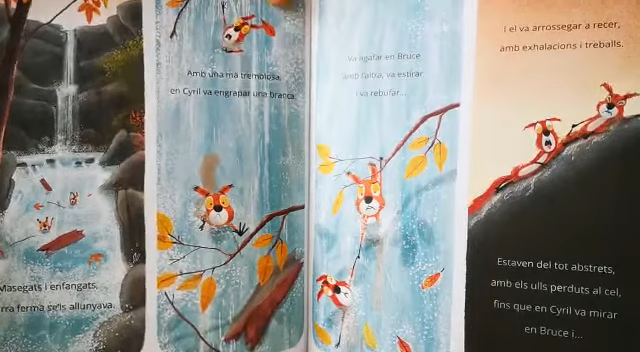 Masegats i enfangats,
rra ferma se'ls allunyava.
Amb una mà tremolosa,
en Cyril va engrapar una branca.
Va agafar en Bruce
amb l'altra, va estirar
i va rebufar...
I el va arrossegar a recer,
amb exhalacions i treballs.
Estaven del tot abstrets,
amb els ulls perduts al cel,
fins que en Cyril va mirar
en Bruce i...